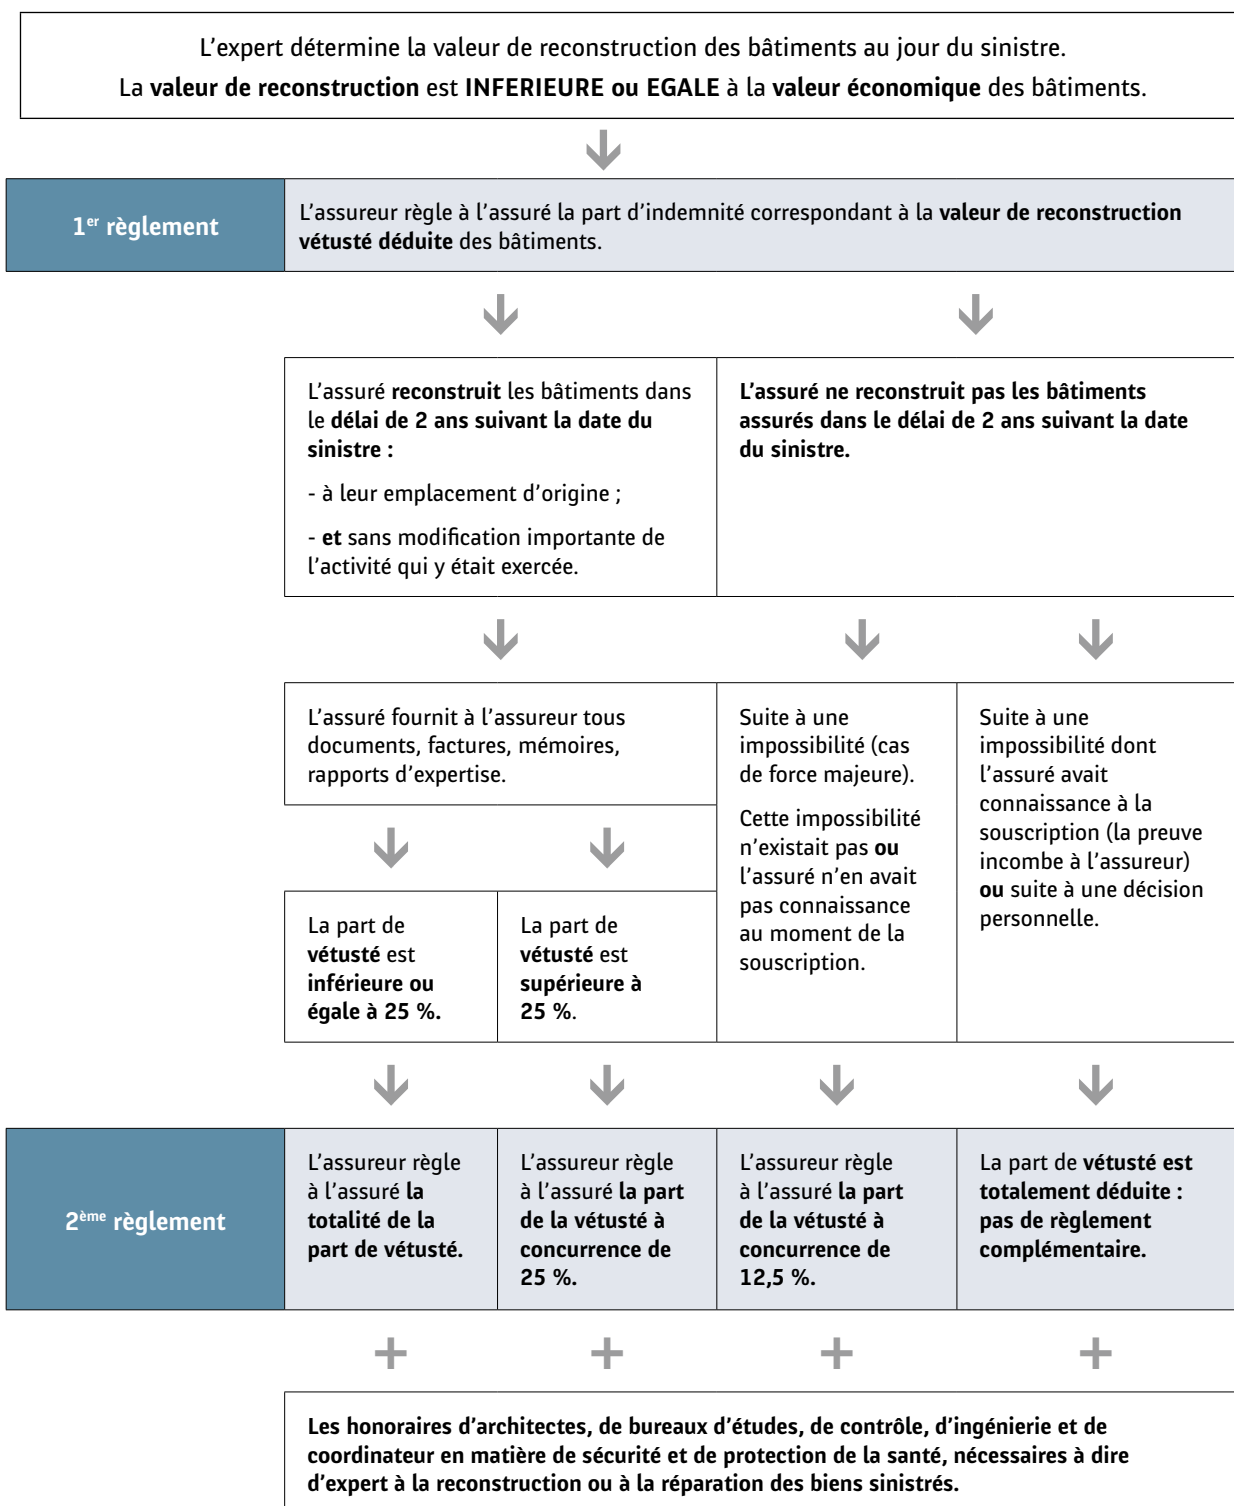 L'expert détermine la valeur de reconstruction des bâtiments au jour du sinistre.
La valeur de reconstruction est INFERIEURE ou EGALE à la valeur économique des bâtiments.
1er règlement
L'assureur règle à l'assuré la part d'indemnité correspondant à la valeur de reconstruction
vétusté déduite des bâtiments.
L'assuré reconstruit les bâtiments dans
le délai de 2 ans suivant la date du
sinistre :
- à leur emplacement d'origine ;
- et sans modification importante de
l'activité qui y était exercée.
L'assuré ne reconstruit pas les bâtiments
assurés dans le délai de 2 ans suivant la date
du sinistre.
L'assuré fournit à l'assureur tous
documents, factures, mémoires,
rapports d'expertise.
La part de
vétusté est
inférieure ou
égale à 25 %.
La part de
vétusté est
supérieure à
25 %.
Suite à une
impossibilité (cas
de force majeure).
Cette impossibilité
n'existait pas ou
l'assuré n'en avait
pas connaissance
au moment de la
souscription.
Suite à une
impossibilité dont
l'assuré avait
connaissance à la
souscription (la preuve
incombe à l'assureur)
ou suite à une décision
personnelle.
2ème règlement
L'assureur règle
à l'assuré la
totalité de la
part de vétusté.
L'assureur règle
à l'assuré la part
de la vétusté à
concurrence de
25 %.
L'assureur règle
à l'assuré la part
de la vétusté à
concurrence de
12,5 %.
La part de vétusté est
totalement déduite :
pas de règlement
complémentaire.
Les honoraires d'architectes, de bureaux d'études, de contrôle, d'ingénierie et de
coordinateur en matière de sécurité et de protection de la santé, nécessaires à dire
d'expert à la reconstruction ou à la réparation des biens sinistrés.